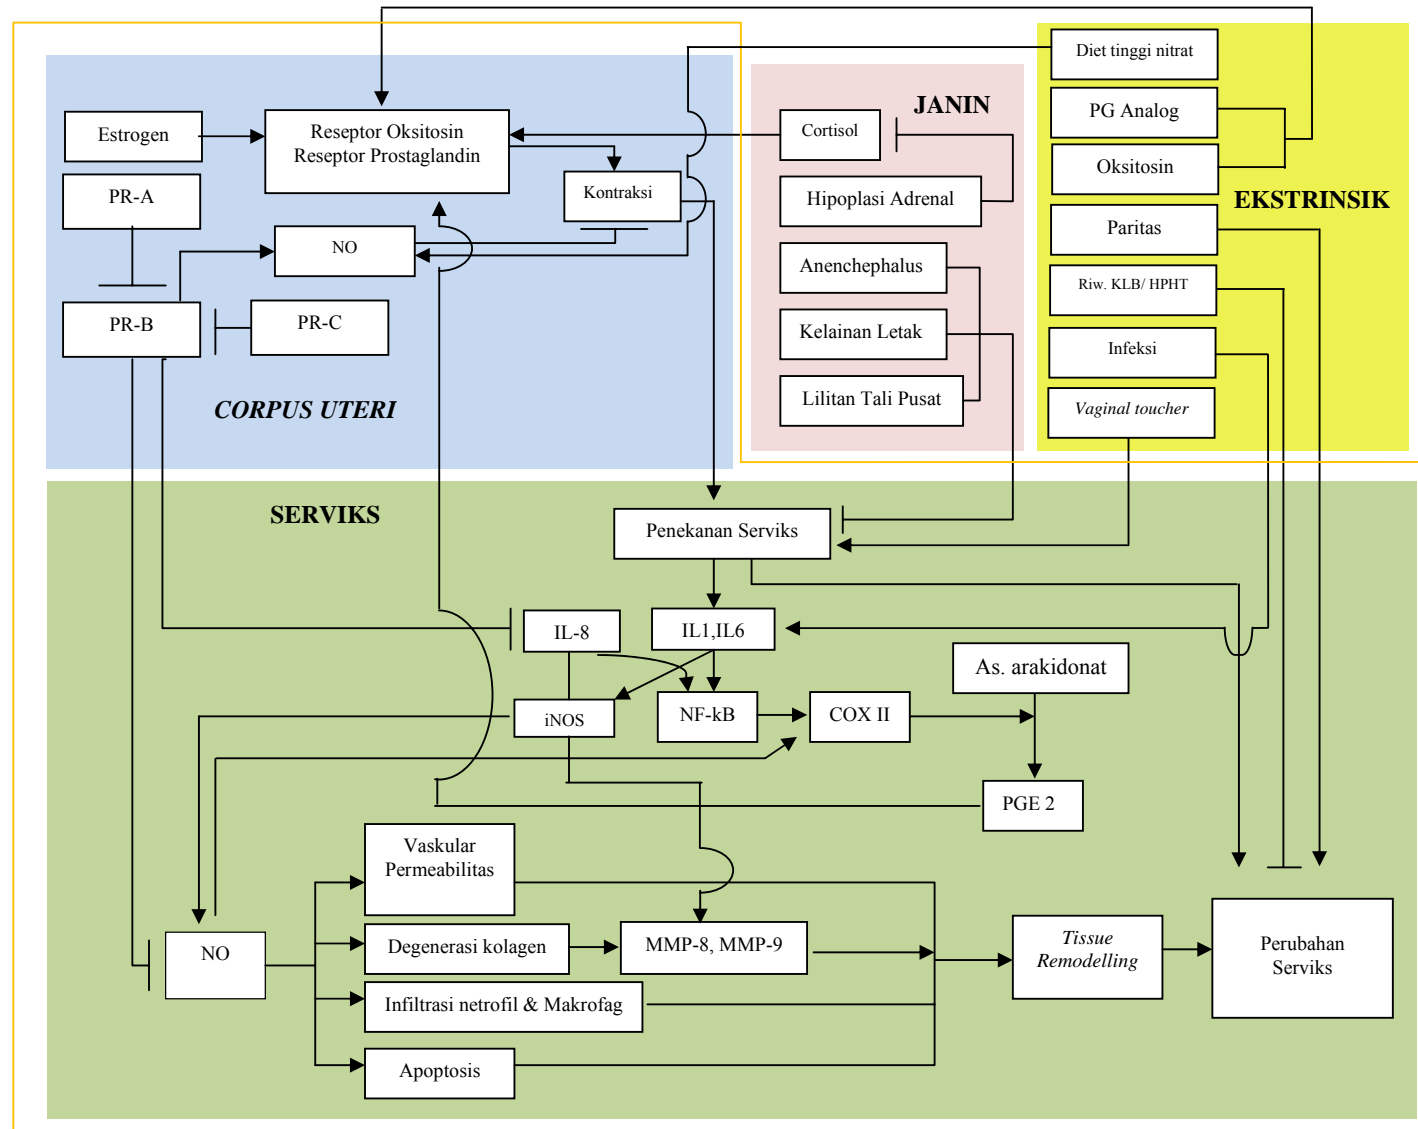 Estrogen
Reseptor Oksitosin
Reseptor Prostaglandin
PR-A
Kontraksi
NO
PR-B
PR-C
CORPUS UTERI
JANIN
Cortisol
Hipoplasi Adrenal
Anenchephalus
Kelainan Letak
Lilitan Tali Pusat
Diet tinggi nitrat
PG Analog
Oksitosin
EKSTRINSIK
Paritas
Riw. KLB/ HPHT
Infeksi
Vaginal toucher
SERVIKS
Penekanan Serviks
IL-8
IL1,IL6
As. arakidonat
iNOS
NF-kB
COX II
PGE 2
Vaskular
Permeabilitas
NO
Degenerasi kolagen
MMP-8, MMP-9
Infiltrasi netrofil & Makrofag
Apoptosis
Tissue
Remodelling
Perubahan
Serviks